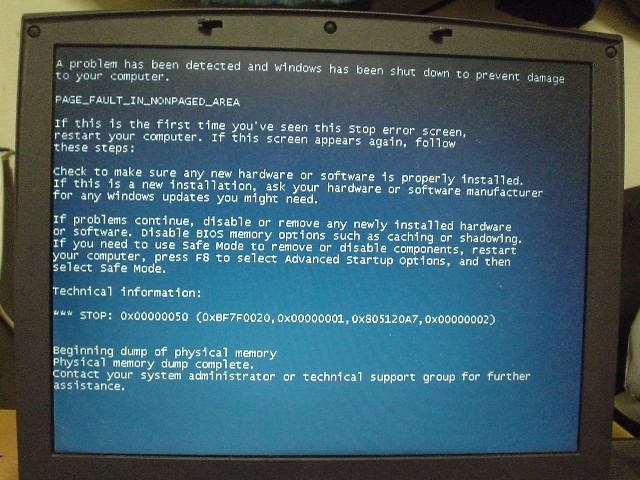 A problem has been detected and Windows has been shut down to prevent damage
to your computer.
PAGE_FAULT_IN_NONPAGED_AREA
If this is the first time you've seen this Stop error screen,
restart your computer. If this screen appears again, follow
these steps:
Check to make sure any new hardware or software is properly installed.
If this is a new installation, ask your hardware or software manufacturer
for any Windows updates you might need.
If problems continue, disable or remove any newly installed hardware
or software. Disable BIOS memory options such as caching or shadowing.
If you need to use Safe Mode to remove or disable components, restart
your computer, press F8 to select Advanced Startup Options, and then
select Safe Mode.
Technical information:
*** STOP: 0x00000050 (0xBF7F0020,0x00000001,0x805120A7,0x00000002)
Beginning dump of physical memory
Physical memory dump complete.
Contact your system administrator or technical support group for further
assistance.